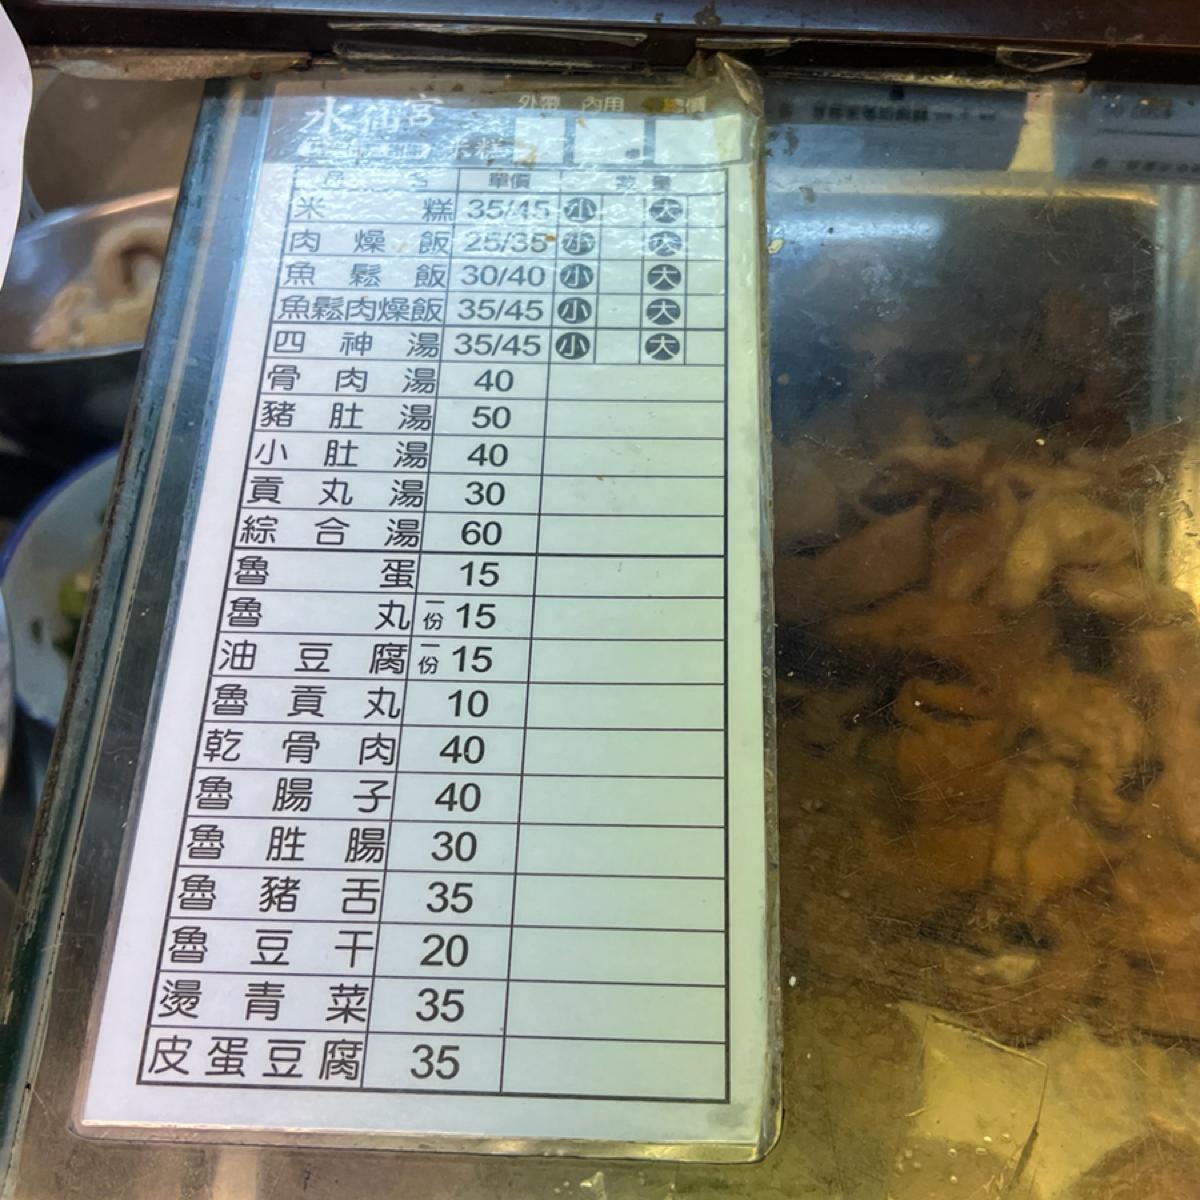 水仙宮
外帶 內用
米糕
品 名 單價 數 量
米糕 35/45 小 大
肉燥飯 25/35 小 大
魚鬆飯 30/40 小 大
魚鬆肉燥飯 35/45 小 大
四神湯 35/45 小 大
骨肉湯 40
豬肚湯 50
小肚湯 40
貢丸湯 30
綜合湯 60
魯蛋 15
魯丸 一份 15
油豆腐 一份 15
魯貢丸 10
乾骨肉 40
魯腸子 40
魯胜腸 30
魯豬舌 35
魯豆干 20
燙青菜 35
皮蛋豆腐 35